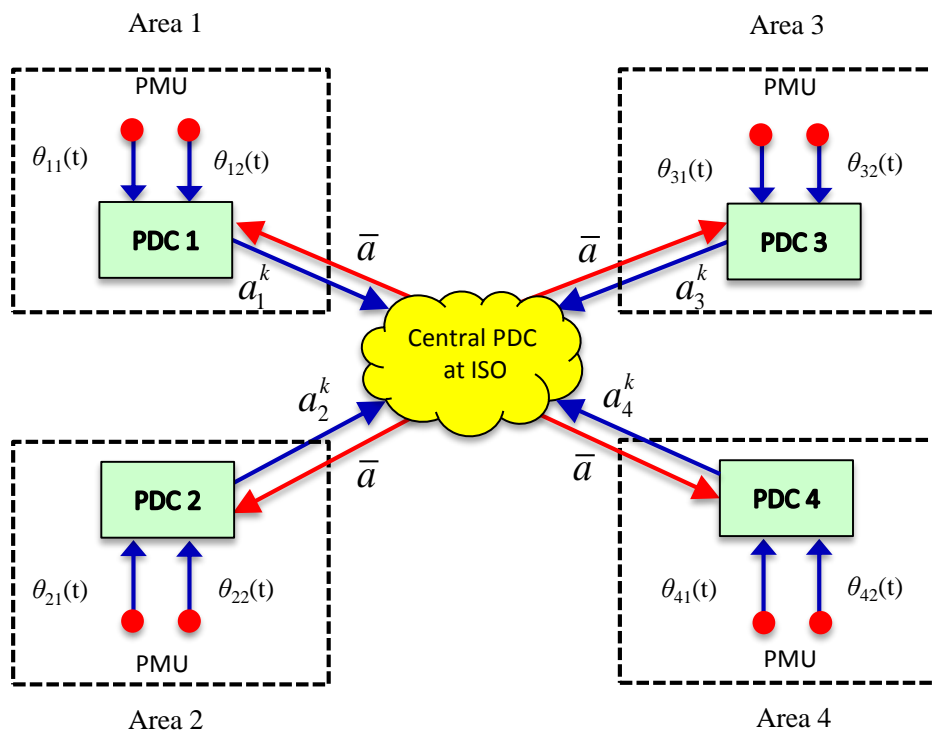 Area 1
PMU
θ11(t)
θ12(t)
PDC 1
a̅
a₁ᵏ
Area 3
PMU
θ31(t)
θ32(t)
PDC 3
a̅
a₃ᵏ
Central PDC
at ISO
a₂ᵏ
a̅
PDC 2
θ21(t)
θ22(t)
PMU
Area 2
a₄ᵏ
a̅
PDC 4
θ41(t)
θ42(t)
PMU
Area 4